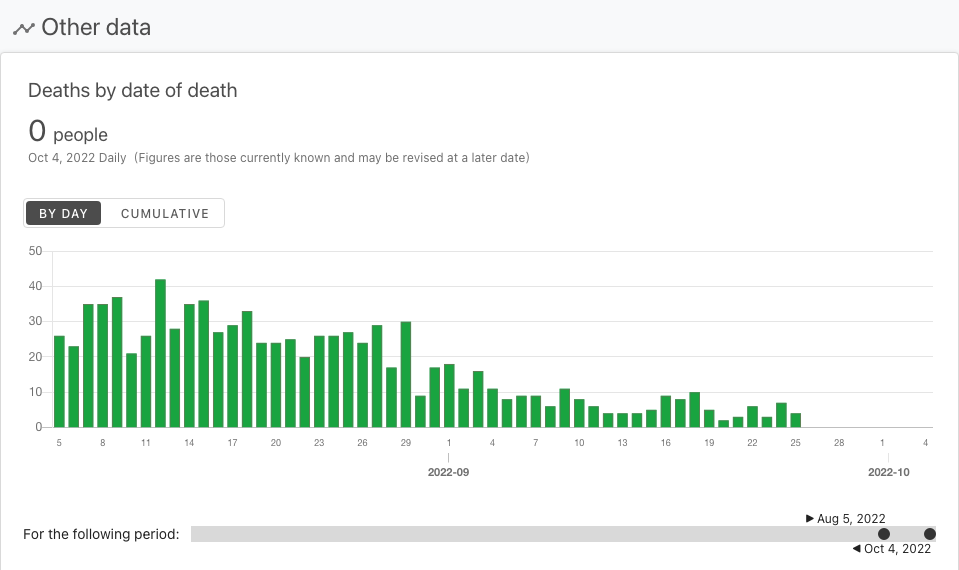 Other data
Deaths by date of death
0 people
Oct 4, 2022 Daily (Figures are those currently known and may be revised at a later date)
BY DAY CUMULATIVE
50
40
30
20
10
0
5 8 11 14 17 20 23 26 29 1 4 7 10 13 16 19 22 25 28 1 4
2022-09 2022-10
▶ Aug 5, 2022
For the following period:
◀ Oct 4, 2022